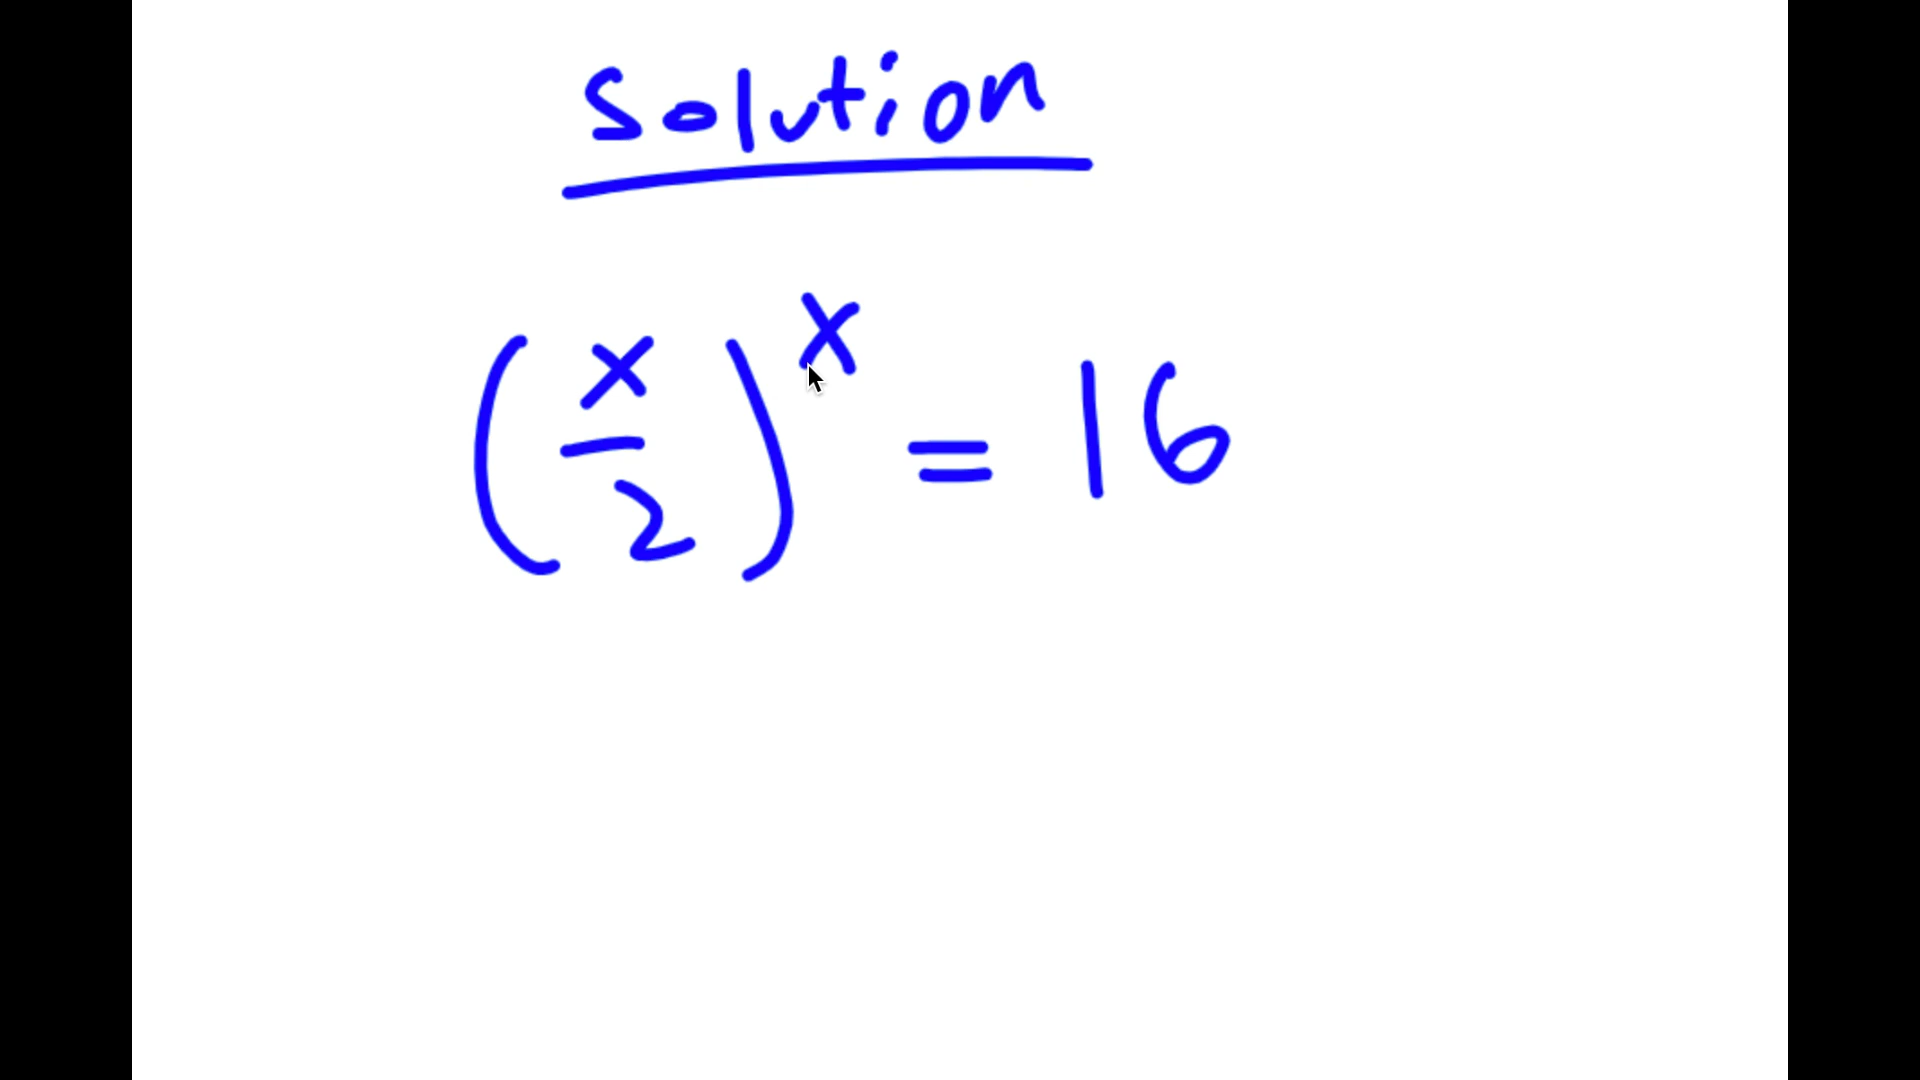 Solution
(x/2)^x = 16